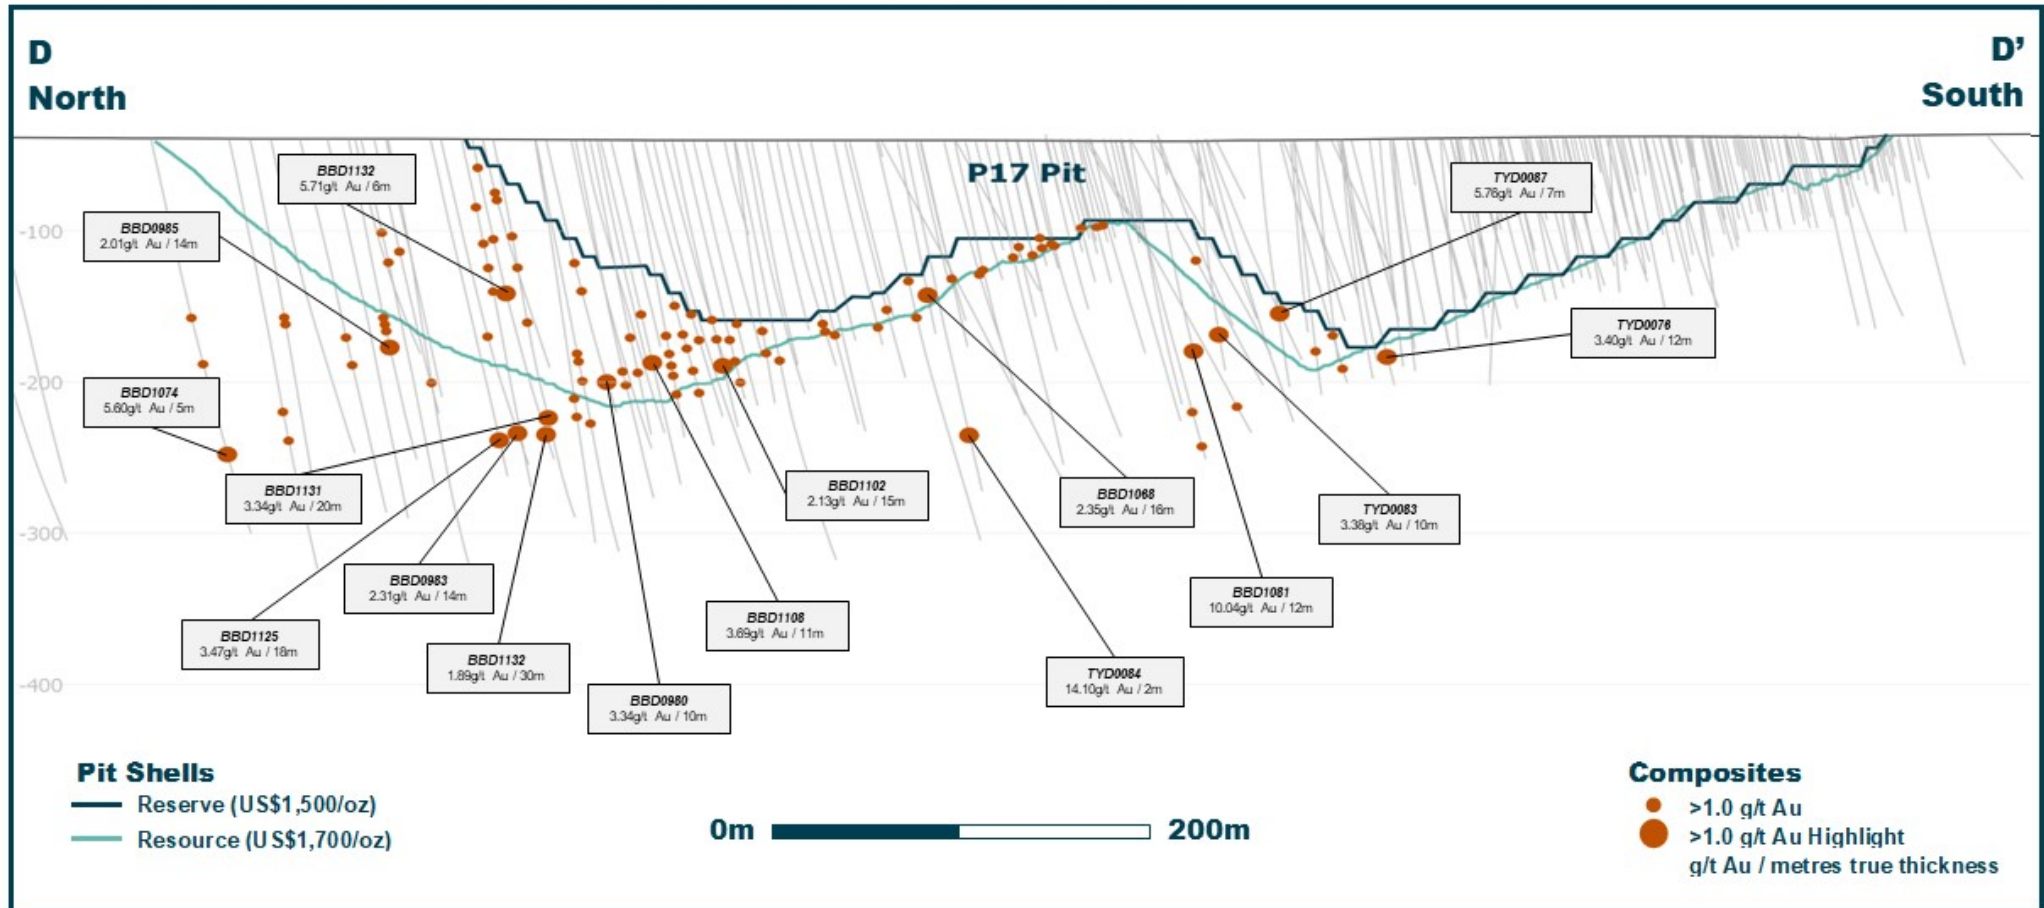 D
North
D'
South
P17 Pit
BBD1132
5.71g/t Au / 6m
TYD0087
5.76g/t Au / 7m
BBD0985
2.01g/t Au / 14m
-100
TYD0076
3.40g/t Au / 12m
-200
BBD1074
5.60g/t Au / 5m
BBD1131
3.34g/t Au / 20m
BBD1102
2.13g/t Au / 15m
BBD1068
2.35g/t Au / 16m
TYD0083
3.38g/t Au / 10m
-300
BBD0983
2.31g/t Au / 14m
BBD1081
10.04g/t Au / 12m
BBD1108
3.69g/t Au / 11m
BBD1125
3.47g/t Au / 18m
BBD1132
1.89g/t Au / 30m
TYD0084
14.10g/t Au / 2m
-400
BBD0980
3.34g/t Au / 10m
Pit Shells
Reserve (US$1,500/oz)
Resource (US$1,700/oz)
0m
200m
Composites
>1.0 g/t Au
>1.0 g/t Au Highlight
g/t Au / metres true thickness